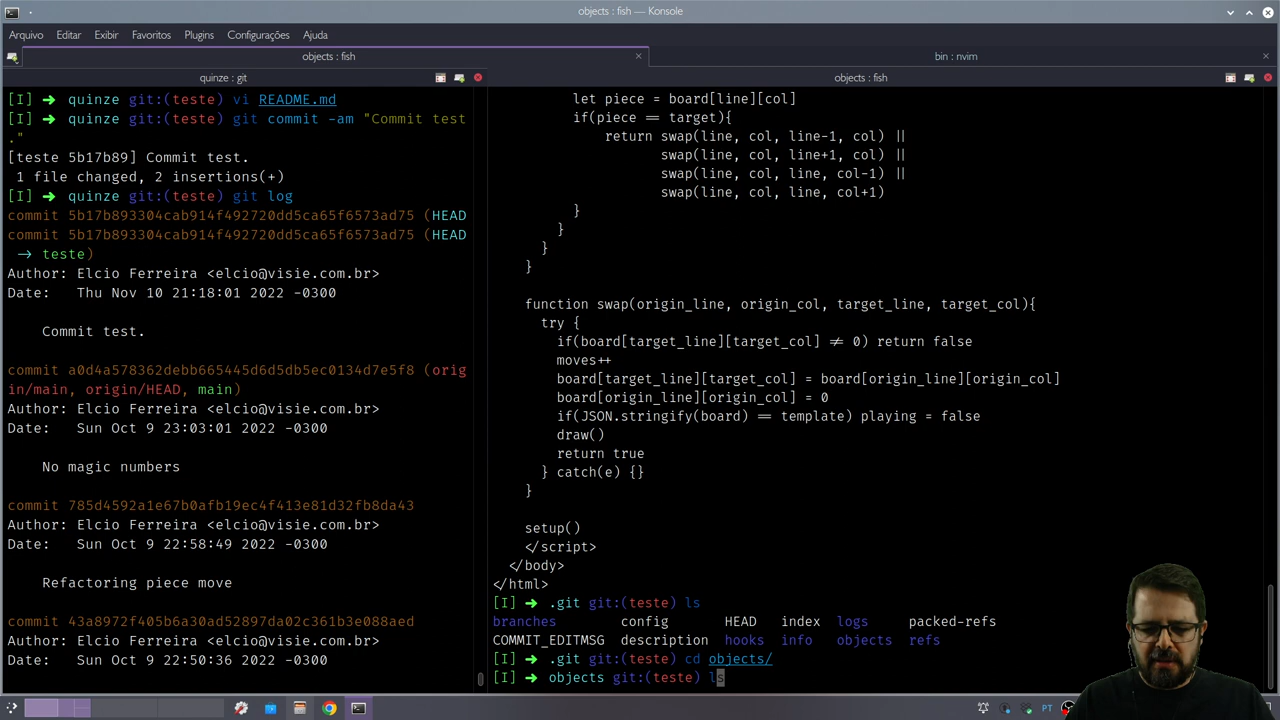 objects : fish — Konsole
Arquivo Editar Exibir Favoritos Plugins Configurações Ajuda
objects : fish
bin : nvim
quinze : git
[I] ➜ quinze git:(teste) vi README.md
[I] ➜ quinze git:(teste) git commit -am "Commit test
."
[teste 5b17b89] Commit test.
1 file changed, 2 insertions(+)
[I] ➜ quinze git:(teste) git log
commit 5b17b893304cab914f492720dd5ca65f6573ad75 (HEAD
commit 5b17b893304cab914f492720dd5ca65f6573ad75 (HEAD
→ teste)
Author: Elcio Ferreira <elcio@visie.com.br>
Date: Thu Nov 10 21:18:01 2022 -0300
Commit test.
commit a0d4a578362debb665445d6d5db5ec0134d7e5f8 (orig
in/main, origin/HEAD, main)
Author: Elcio Ferreira <elcio@visie.com.br>
Date: Sun Oct 9 23:03:01 2022 -0300
No magic numbers
commit 785d4592a1e67b0afb19ec4f413e81d32fb8da43
Author: Elcio Ferreira <elcio@visie.com.br>
Date: Sun Oct 9 22:58:49 2022 -0300
Refactoring piece move
commit 43a8972f405b6a30ad52897da02c361b3e088aed
Author: Elcio Ferreira <elcio@visie.com.br>
Date: Sun Oct 9 22:50:36 2022 -0300
objects : fish
let piece = board[line][col]
if(piece == target){
return swap(line, col, line-1, col) ||
swap(line, col, line+1, col) ||
swap(line, col, line, col-1) ||
swap(line, col, line, col+1)
}
}
}
}
function swap(origin_line, origin_col, target_line, target_col){
try {
if(board[target_line][target_col] ≠ 0) return false
moves++
board[target_line][target_col] = board[origin_line][origin_col]
board[origin_line][origin_col] = 0
if(JSON.stringify(board) == template) playing = false
draw()
return true
} catch(e) {}
}
setup()
</script>
</body>
</html>
[I] ➜ .git git:(teste) ls
branches config HEAD index logs packed-refs
COMMIT_EDITMSG description hooks info objects refs
[I] ➜ .git git:(teste) cd objects/
[I] ➜ objects git:(teste) ls
PT